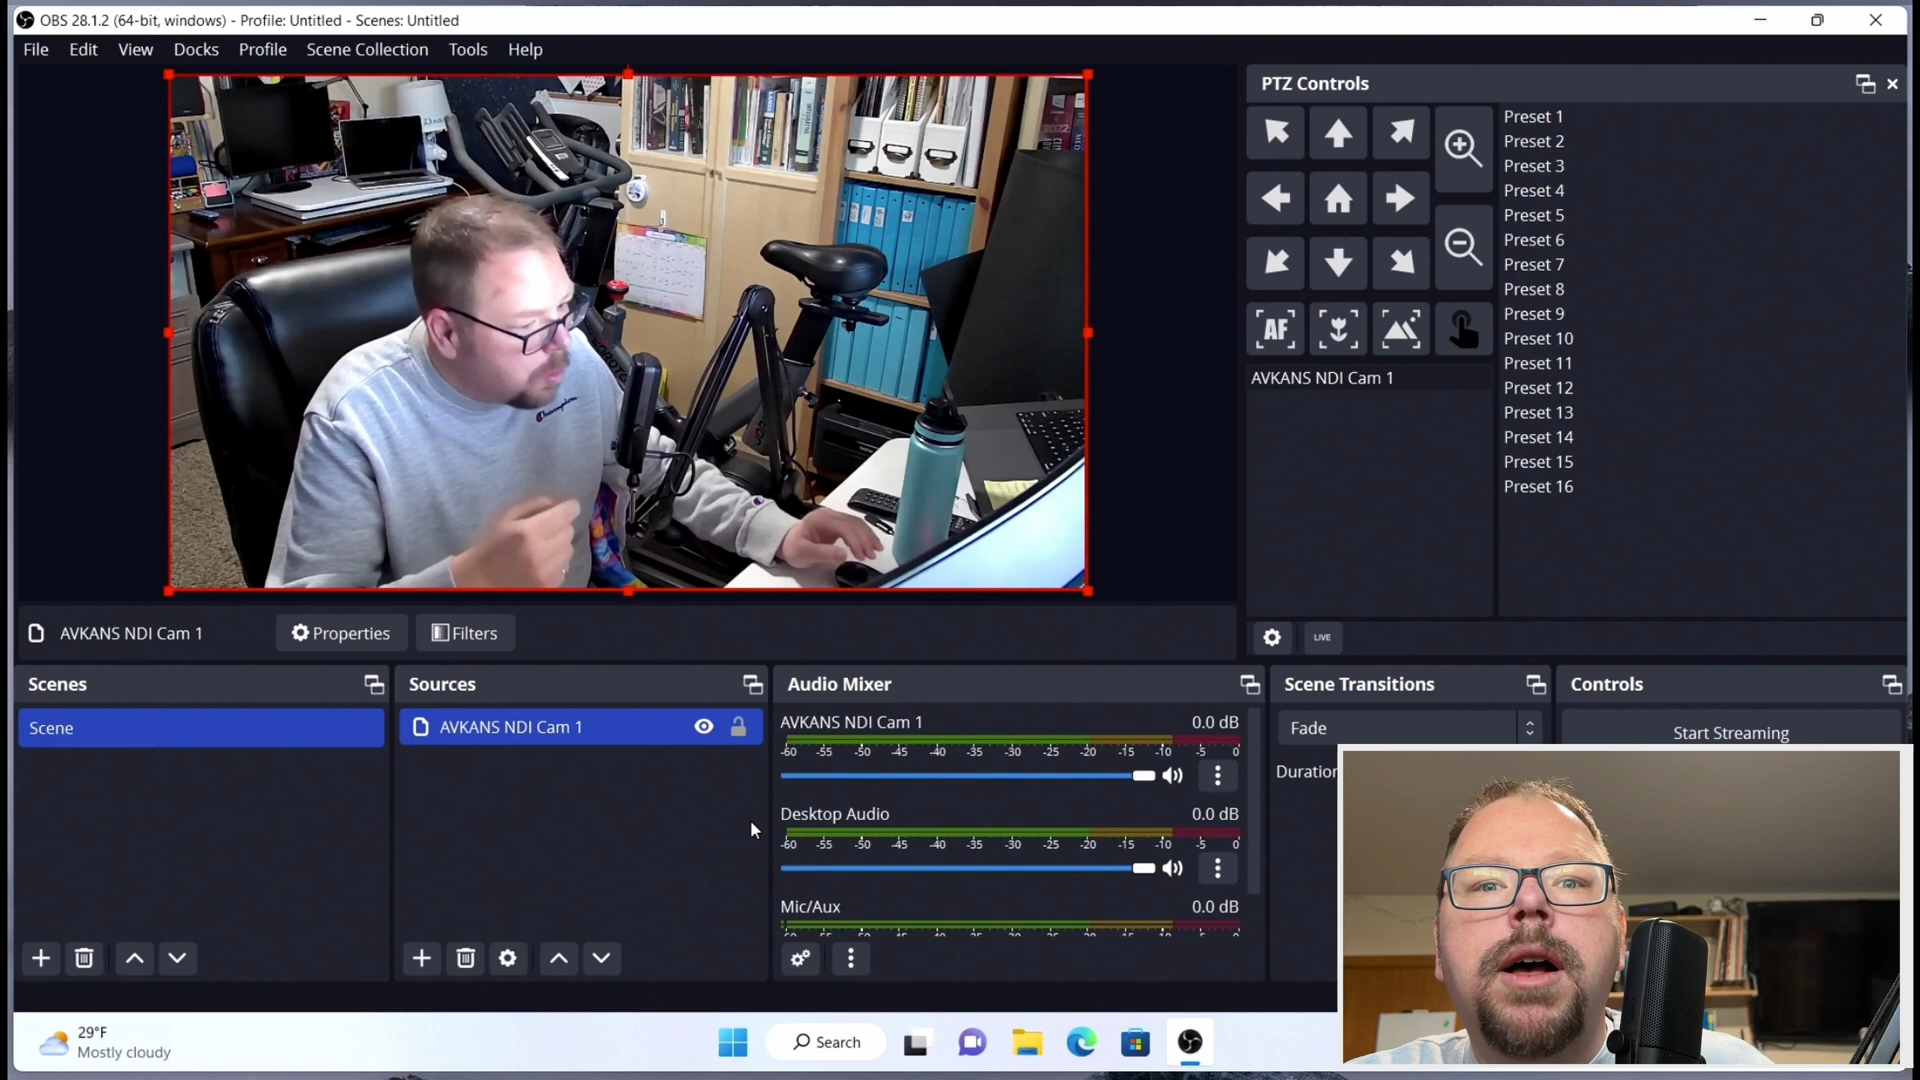 OBS 28.1.2 (64-bit, windows) - Profile: Untitled - Scenes: Untitled
File Edit View Docks Profile Scene Collection Tools Help
PTZ Controls
Preset 1
Preset 2
Preset 3
Preset 4
Preset 5
Preset 6
Preset 7
Preset 8
Preset 9
Preset 10
Preset 11
Preset 12
Preset 13
Preset 14
Preset 15
Preset 16
AF
AVKANS NDI Cam 1
LIVE
Champion
AVKANS NDI Cam 1 Properties Filters
Scenes
Scene
Sources
AVKANS NDI Cam 1
Audio Mixer
AVKANS NDI Cam 1 0.0 dB
-60 -55 -50 -45 -40 -35 -30 -25 -20 -15 -10 -5 0
Desktop Audio 0.0 dB
-60 -55 -50 -45 -40 -35 -30 -25 -20 -15 -10 -5 0
Mic/Aux 0.0 dB
Scene Transitions
Fade
Duration
Controls
Start Streaming
29°F
Mostly cloudy
Search